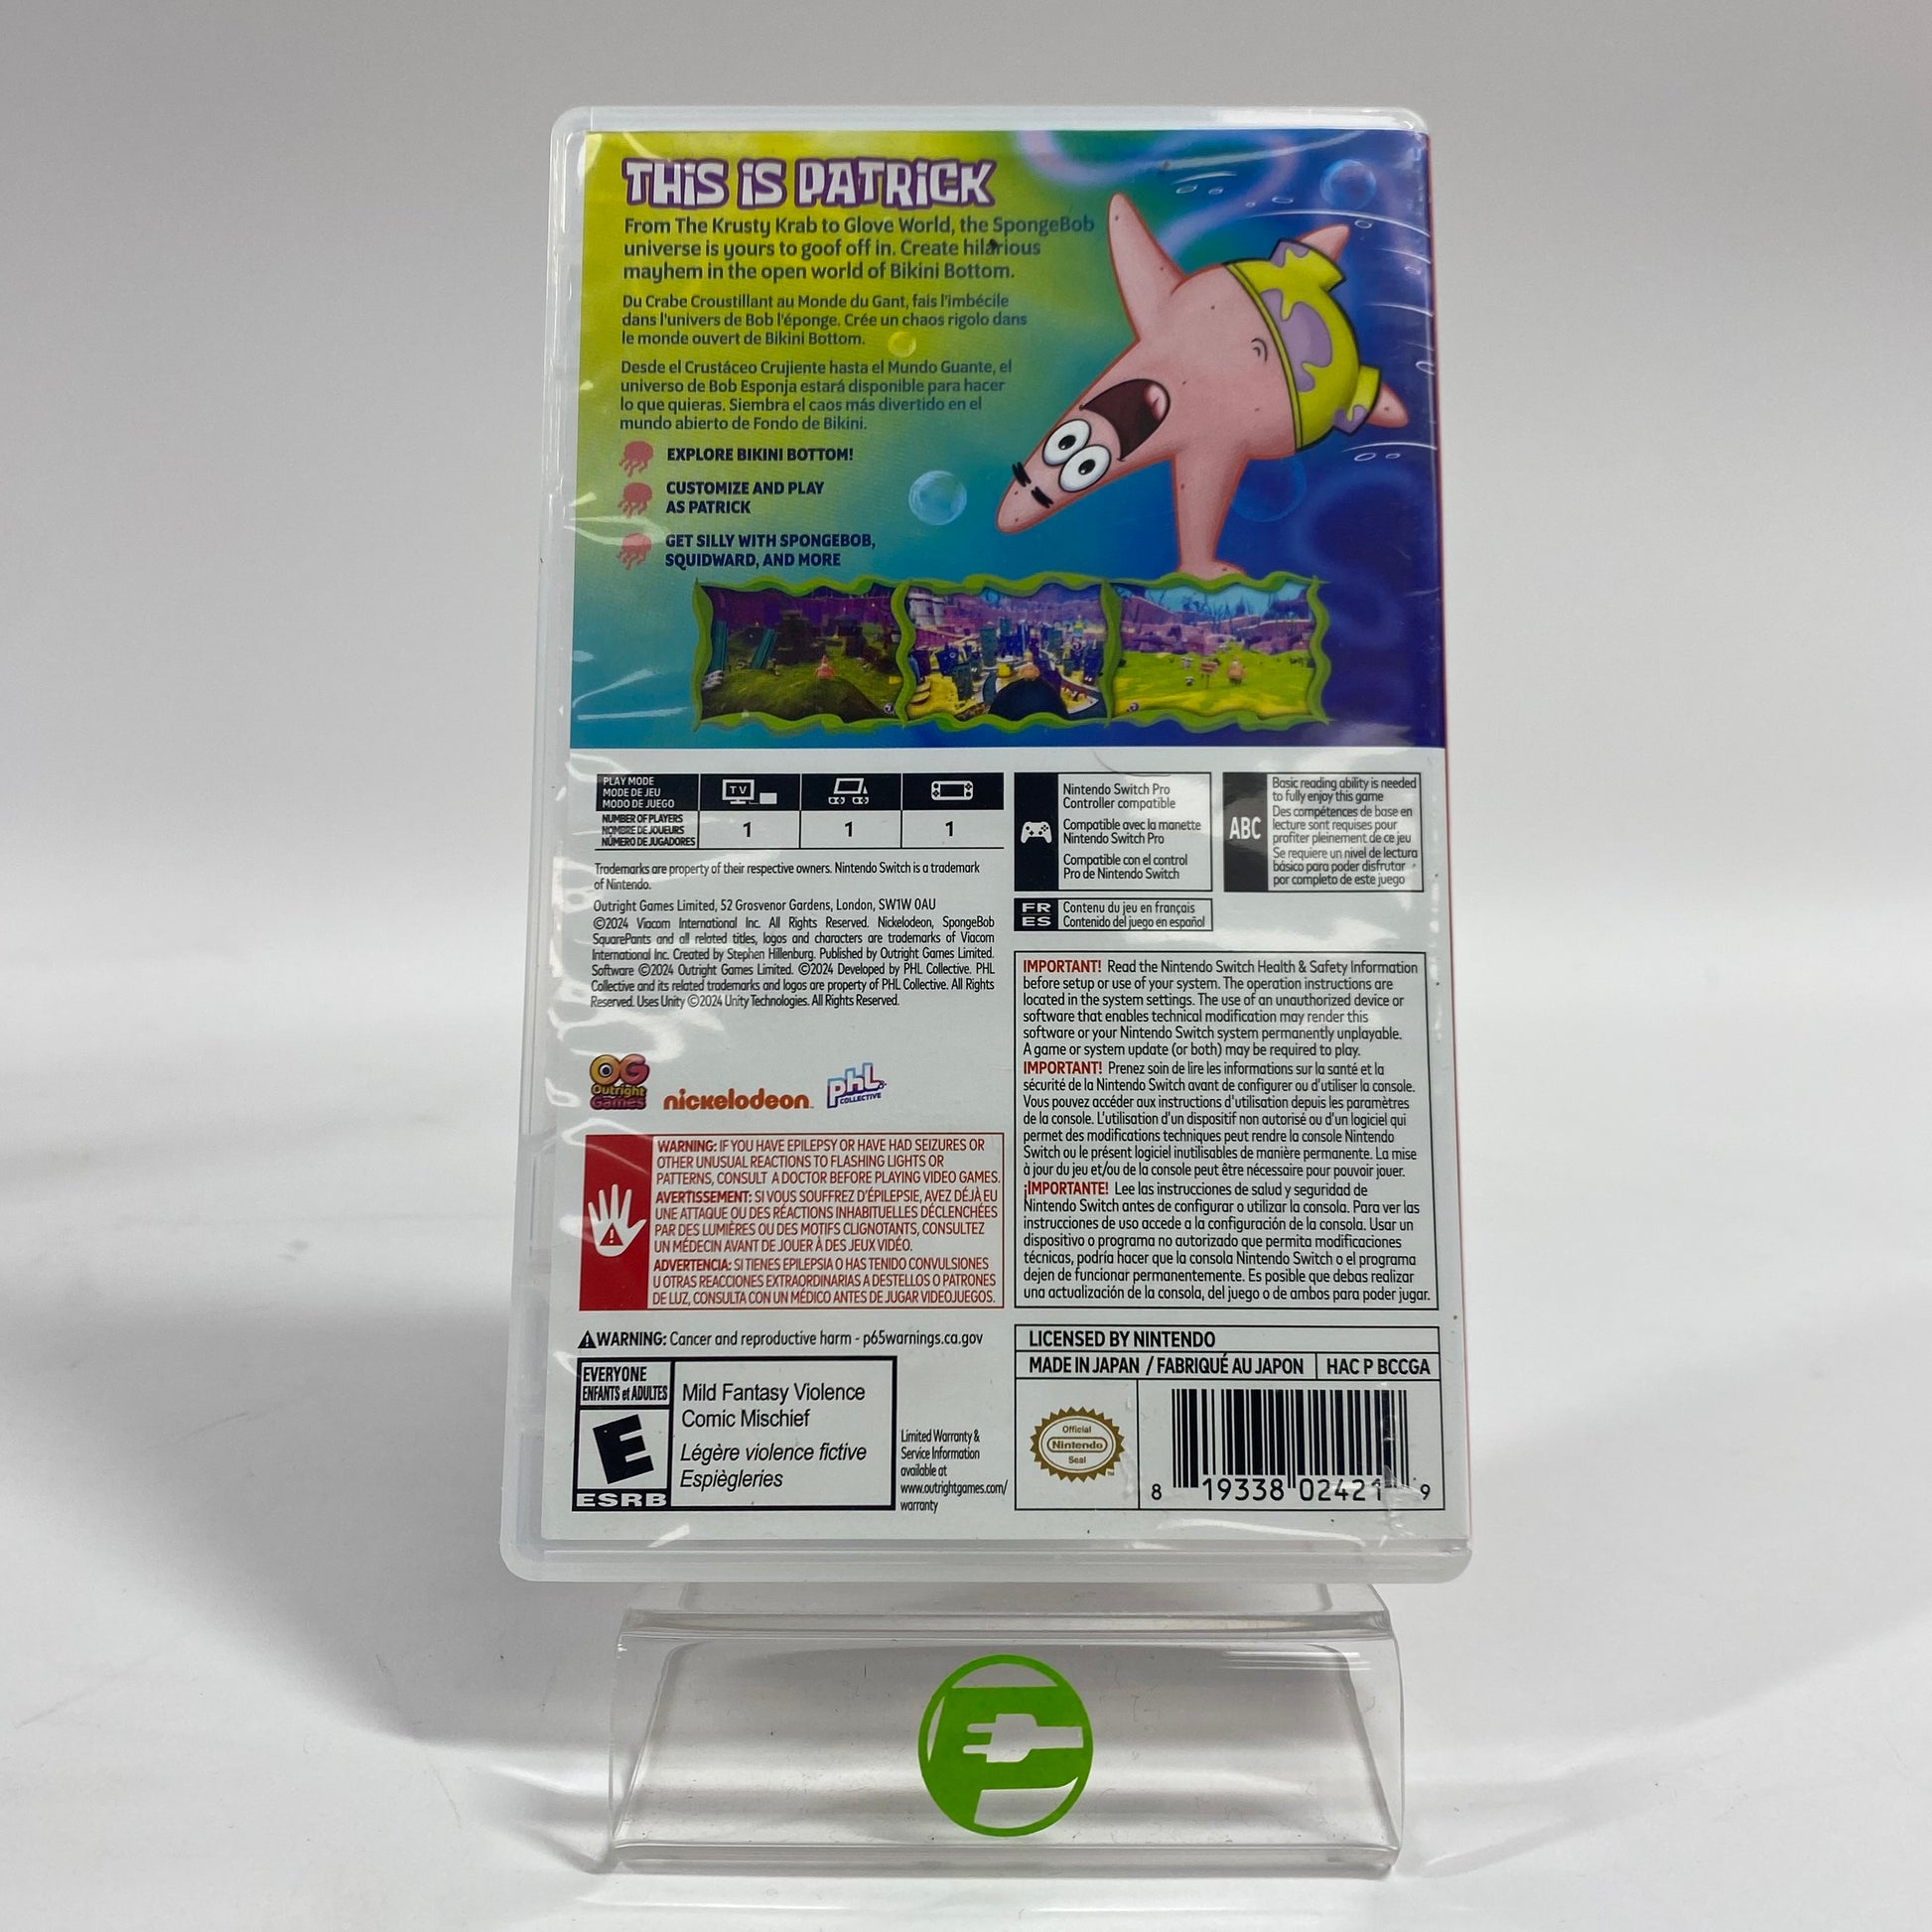 THiS iS PATRiCK
From The Krusty Krab to Glove World, the SpongeBob
universe is yours to goof off in. Create hilarious
mayhem in the open world of Bikini Bottom.
Du Crabe Croustillant au Monde du Gant, fais l'imbécile
dans l'univers de Bob l'éponge. Crée un chaos rigolo dans
le monde ouvert de Bikini Bottom.
Desde el Crustáceo Crujiente hasta el Mundo Guante, el
universo de Bob Esponja estará disponible para hacer
lo que quieras. Siembra el caos más divertido en el
mundo abierto de Fondo de Bikini.
EXPLORE BIKINI BOTTOM!
CUSTOMIZE AND PLAY
AS PATRICK
GET SILLY WITH SPONGEBOB,
SQUIDWARD, AND MORE
PLAY MODE
MODE DE JEU
MODO DE JUEGO
TV
NUMBER OF PLAYERS
NOMBRE DE JOUEURS
NÚMERO DE JUGADORES
1 1 1
Trademarks are property of their respective owners. Nintendo Switch is a trademark
of Nintendo.
Outright Games Limited, 52 Grosvenor Gardens, London, SW1W 0AU
©2024 Viacom International Inc. All Rights Reserved. Nickelodeon, SpongeBob
SquarePants and all related titles, logos and characters are trademarks of Viacom
International Inc. Created by Stephen Hillenburg. Published by Outright Games Limited.
Software ©2024 Outright Games Limited. ©2024 Developed by PHL Collective. PHL
Collective and its related trademarks and logos are property of PHL Collective. All Rights
Reserved. Uses Unity ©2024 Unity Technologies. All Rights Reserved.
OG
Outright
Games
nickelodeon
PHL
COLLECTIVE
WARNING: IF YOU HAVE EPILEPSY OR HAVE HAD SEIZURES OR
OTHER UNUSUAL REACTIONS TO FLASHING LIGHTS OR
PATTERNS, CONSULT A DOCTOR BEFORE PLAYING VIDEO GAMES.
AVERTISSEMENT: SI VOUS SOUFFREZ D'ÉPILEPSIE, AVEZ DÉJÀ EU
UNE ATTAQUE OU DES RÉACTIONS INHABITUELLES DÉCLENCHÉES
PAR DES LUMIÈRES OU DES MOTIFS CLIGNOTANTS, CONSULTEZ
UN MÉDECIN AVANT DE JOUER À DES JEUX VIDÉO.
ADVERTENCIA: SI TIENES EPILEPSIA O HAS TENIDO CONVULSIONES
U OTRAS REACCIONES EXTRAORDINARIAS A DESTELLOS O PATRONES
DE LUZ, CONSULTA CON UN MÉDICO ANTES DE JUGAR VIDEOJUEGOS.
WARNING: Cancer and reproductive harm - p65warnings.ca.gov
EVERYONE
ENFANTS et ADULTES
E
ESRB
Mild Fantasy Violence
Comic Mischief
Légère violence fictive
Espiègleries
Limited Warranty &
Service Information
available at
www.outrightgames.com/
warranty
Nintendo Switch Pro
Controller compatible
Compatible avec la manette
Nintendo Switch Pro
Compatible con el control
Pro de Nintendo Switch
ABC
Basic reading ability is needed
to fully enjoy this game
Des compétences de base en
lecture sont requises pour
profiter pleinement de ce jeu
Se requiere un nivel de lectura
básico para poder disfrutar
por completo de este juego
FR Contenu du jeu en français
ES Contenido del juego en español
IMPORTANT! Read the Nintendo Switch Health & Safety Information
before setup or use of your system. The operation instructions are
located in the system settings. The use of an unauthorized device or
software that enables technical modification may render this
software or your Nintendo Switch system permanently unplayable.
A game or system update (or both) may be required to play.
IMPORTANT! Prenez soin de lire les informations sur la santé et la
sécurité de la Nintendo Switch avant de configurer ou d'utiliser la console.
Vous pouvez accéder aux instructions d'utilisation depuis les paramètres
de la console. L'utilisation d'un dispositif non autorisé ou d'un logiciel qui
permet des modifications techniques peut rendre la console Nintendo
Switch ou le présent logiciel inutilisables de manière permanente. La mise
à jour du jeu et/ou de la console peut être nécessaire pour pouvoir jouer.
¡IMPORTANTE! Lee las instrucciones de salud y seguridad de
Nintendo Switch antes de configurar o utilizar la consola. Para ver las
instrucciones de uso accede a la configuración de la consola. Usar un
dispositivo o programa no autorizado que permita modificaciones
técnicas, podría hacer que la consola Nintendo Switch o el programa
dejen de funcionar permanentemente. Es posible que debas realizar
una actualización de la consola, del juego o de ambos para poder jugar.
LICENSED BY NINTENDO
MADE IN JAPAN / FABRIQUÉ AU JAPON HAC P BCCGA
Official
Nintendo
Seal
8 19338 02421 9